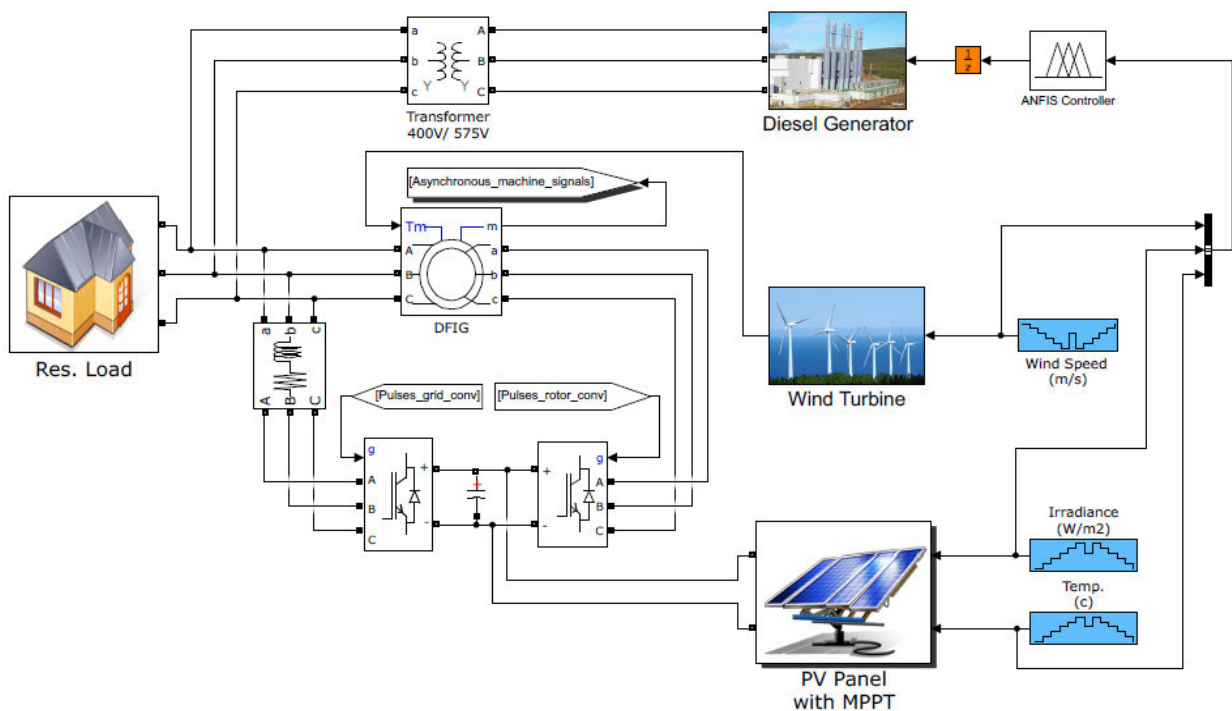 a
A
b
B
c
C
Y
Y
Transformer
400V/ 575V
Diesel Generator
1
z
ANFIS Controller
[Asynchronous_machine_signals]
Tm
m
A
a
B
b
C
c
DFIG
Res. Load
a
b
c
A
B
C
Wind Turbine
Wind Speed
(m/s)
[Pulses_grid_conv]
[Pulses_rotor_conv]
g
A
B
C
+
-
+
+
-
g
A
B
C
Irradiance
(W/m2)
Temp.
(c)
PV Panel
with MPPT